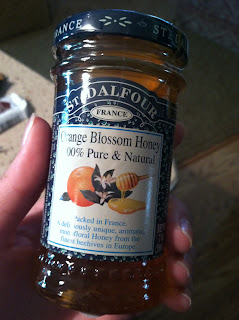 ST. DALFOUR
FRANCE
Orange Blossom Honey
100% Pure & Natural
Packed in France.
A deliciously unique, aromatic,
floral Honey from the
finest beehives in Europe.